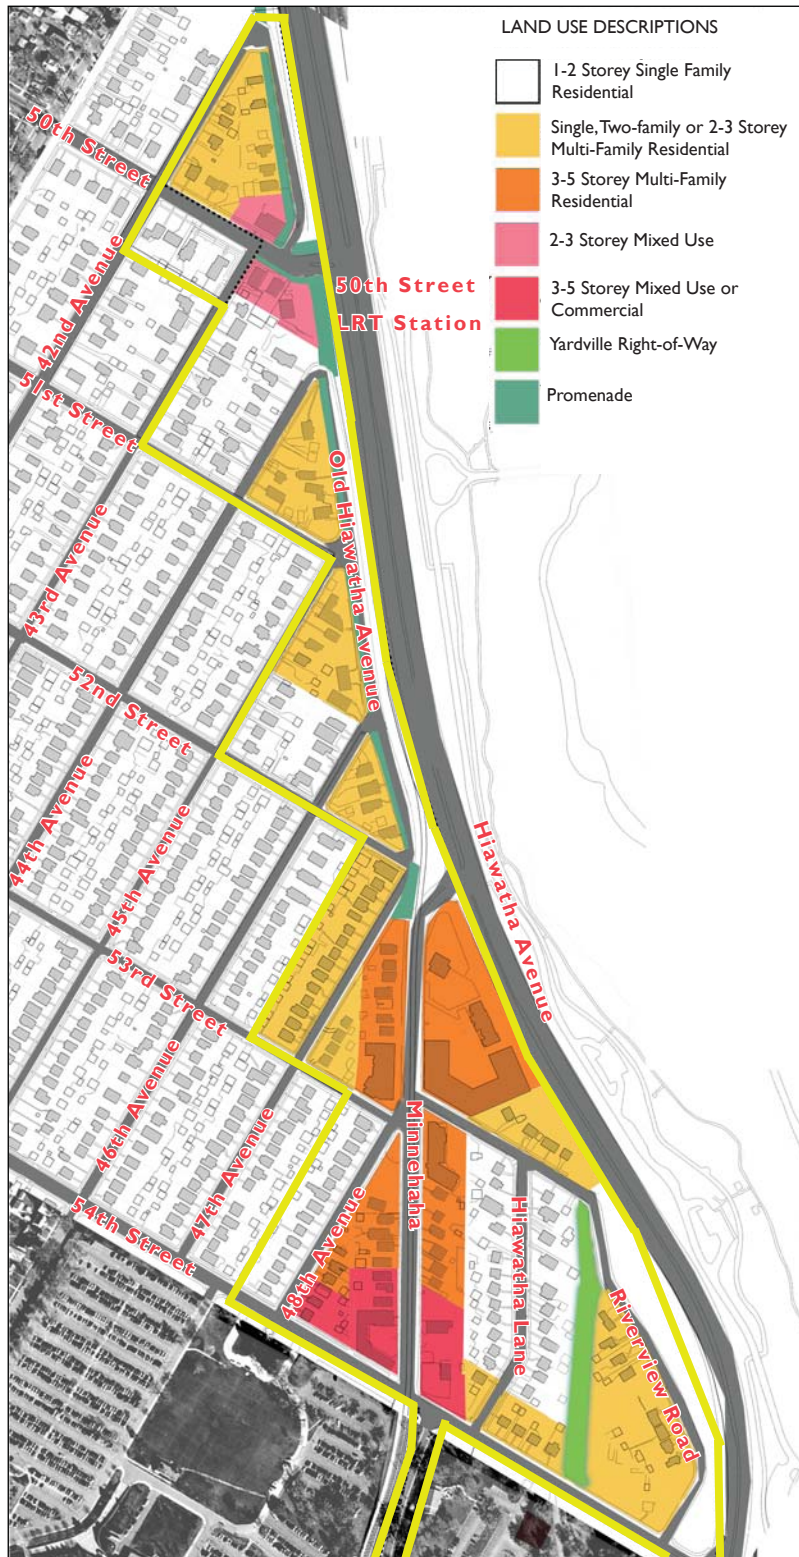 LAND USE DESCRIPTIONS
1-2 Storey Single Family
Residential
Single, Two-family or 2-3 Storey
Multi-Family Residential
3-5 Storey Multi-Family
Residential
2-3 Storey Mixed Use
3-5 Storey Mixed Use or
Commercial
Yardville Right-of-Way
Promenade
50th Street
42nd Avenue
50th Street
LRT Station
51st Street
Old Hiawatha Avenue
43rd Avenue
52nd Street
44th Avenue
45th Avenue
Hiawatha Avenue
53rd Street
46th Avenue
47th Avenue
Minnehaha
48th Avenue
Hiawatha Lane
54th Street
Riverview Road